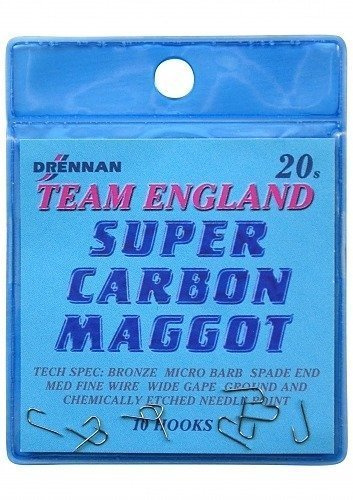 DRENNAN 20s
TEAM ENGLAND
SUPER
CARBON
MAGGOT
TECH SPEC: BRONZE MICRO BARB SPADE END
MED FINE WIRE WIDE GAPE GROUND AND
CHEMICALLY ETCHED NEEDLE POINT
10 HOOKS